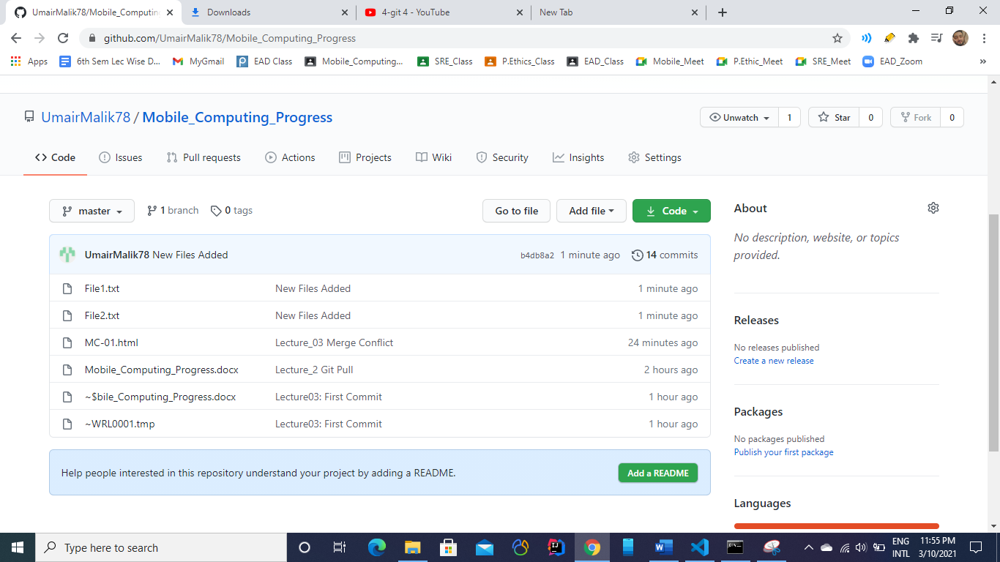 UmairMalik78/Mobile_Computin
Downloads
4-git 4 - YouTube
New Tab
github.com/UmairMalik78/Mobile_Computing_Progress
Apps
6th Sem Lec Wise D...
MyGmail
EAD Class
Mobile_Computing...
SRE_Class
P.Ethics_Class
EAD_Class
Mobile_Meet
P.Ethic_Meet
SRE_Meet
EAD_Zoom
»
UmairMalik78 / Mobile_Computing_Progress
Unwatch 1
Star 0
Fork 0
Code
Issues
Pull requests
Actions
Projects
Wiki
Security
Insights
Settings
master
1 branch
0 tags
Go to file
Add file
Code
UmairMalik78 New Files Added b4db8a2 1 minute ago 14 commits
File1.txt New Files Added 1 minute ago
File2.txt New Files Added 1 minute ago
MC-01.html Lecture_03 Merge Conflict 24 minutes ago
Mobile_Computing_Progress.docx Lecture_2 Git Pull 2 hours ago
~$bile_Computing_Progress.docx Lecture03: First Commit 1 hour ago
~WRL0001.tmp Lecture03: First Commit 1 hour ago
Help people interested in this repository understand your project by adding a README.
Add a README
About
No description, website, or topics
provided.
Releases
No releases published
Create a new release
Packages
No packages published
Publish your first package
Languages
Type here to search
ENG
INTL
11:55 PM
3/10/2021